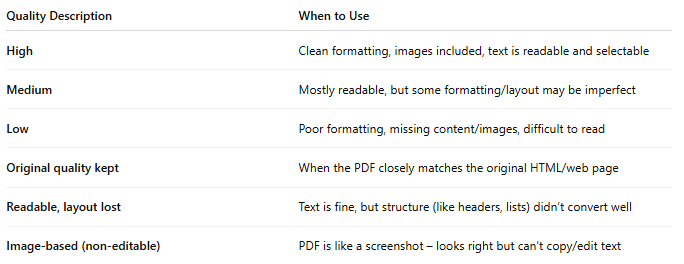 Quality Description When to Use
High Clean formatting, images included, text is readable and selectable
Medium Mostly readable, but some formatting/layout may be imperfect
Low Poor formatting, missing content/images, difficult to read
Original quality kept When the PDF closely matches the original HTML/web page
Readable, layout lost Text is fine, but structure (like headers, lists) didn't convert well
Image-based (non-editable) PDF is like a screenshot – looks right but can't copy/edit text